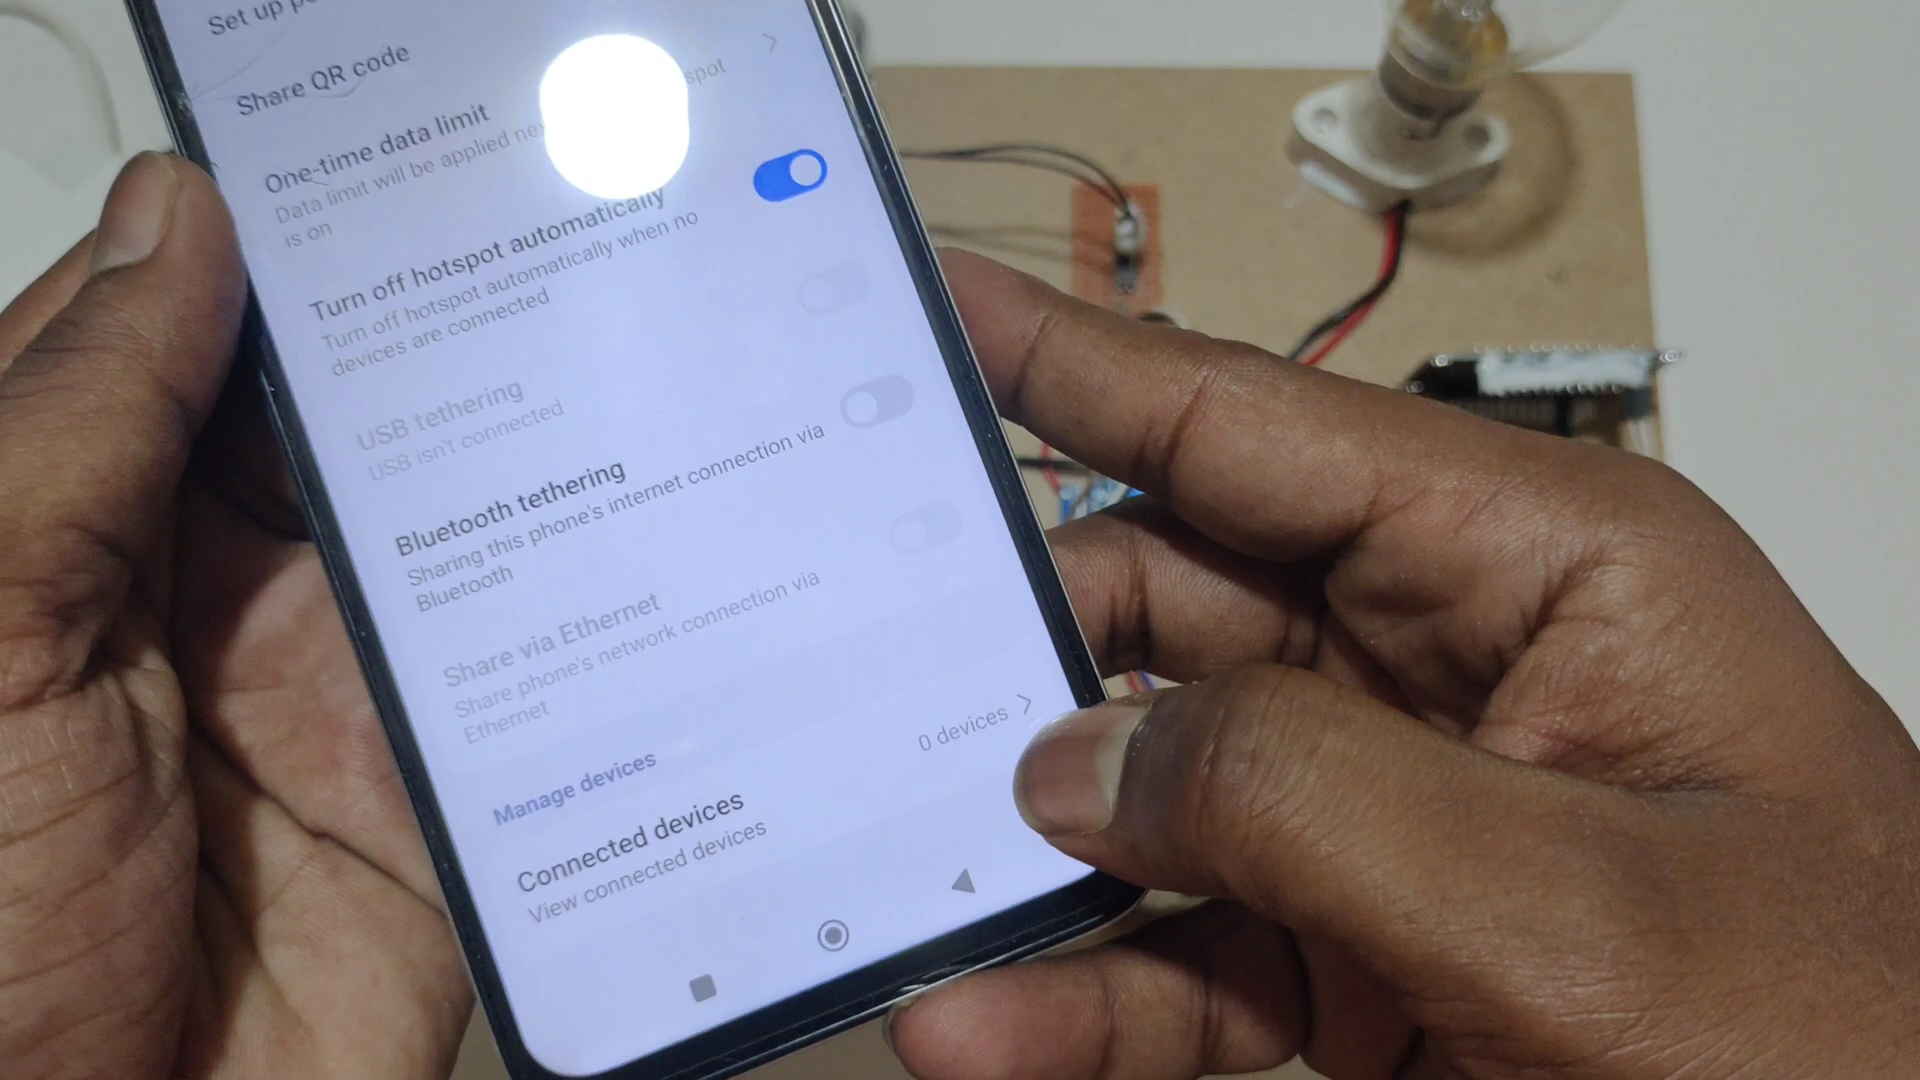 Set up
Share QR code
One-time data limit
Data limit will be applied
spot
is on
Turn off hotspot automatically
Turn off hotspot automatically when no
devices are connected
USB tethering
USB isn't connected
Bluetooth tethering
Sharing this phone's internet connection via
Bluetooth
Share via Ethernet
Share phone's network connection via
Ethernet
Manage devices
Connected devices
View connected devices
0 devices